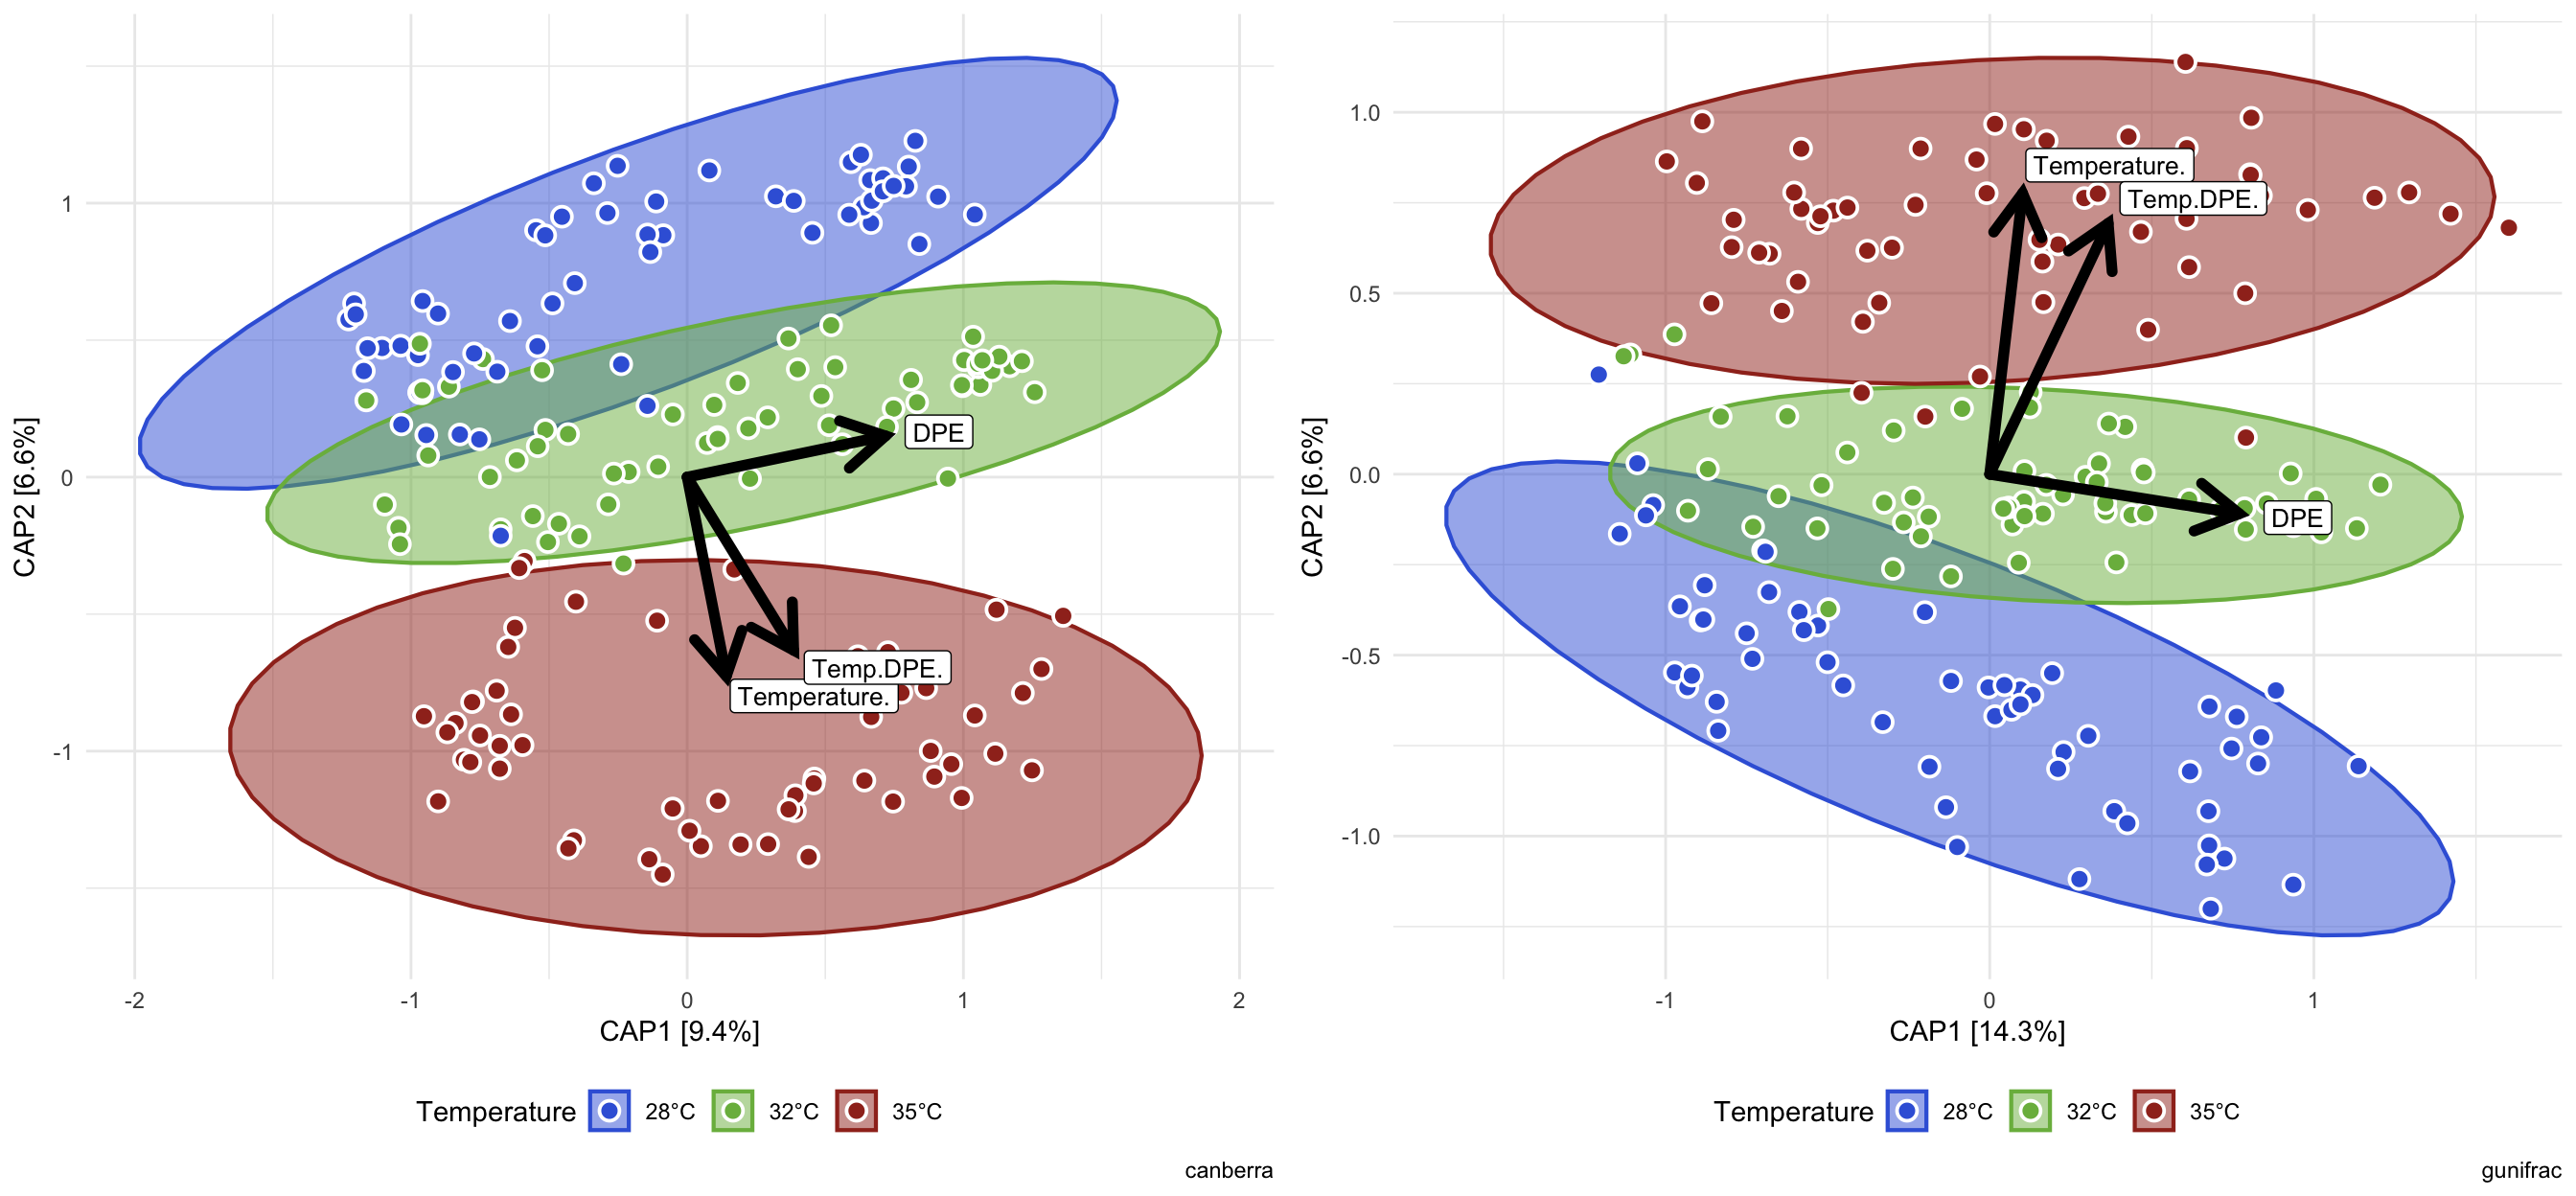 CAP2 [6.6%]
1
0
-1
DPE
Temp.DPE.
Temperature.
-2
-1
0
1
2
CAP1 [9.4%]
Temperature
28°C
32°C
35°C
canberra
CAP2 [6.6%]
1.0
0.5
0.0
-0.5
-1.0
Temperature.
Temp.DPE.
DPE
-1
0
1
CAP1 [14.3%]
Temperature
28°C
32°C
35°C
gunifrac